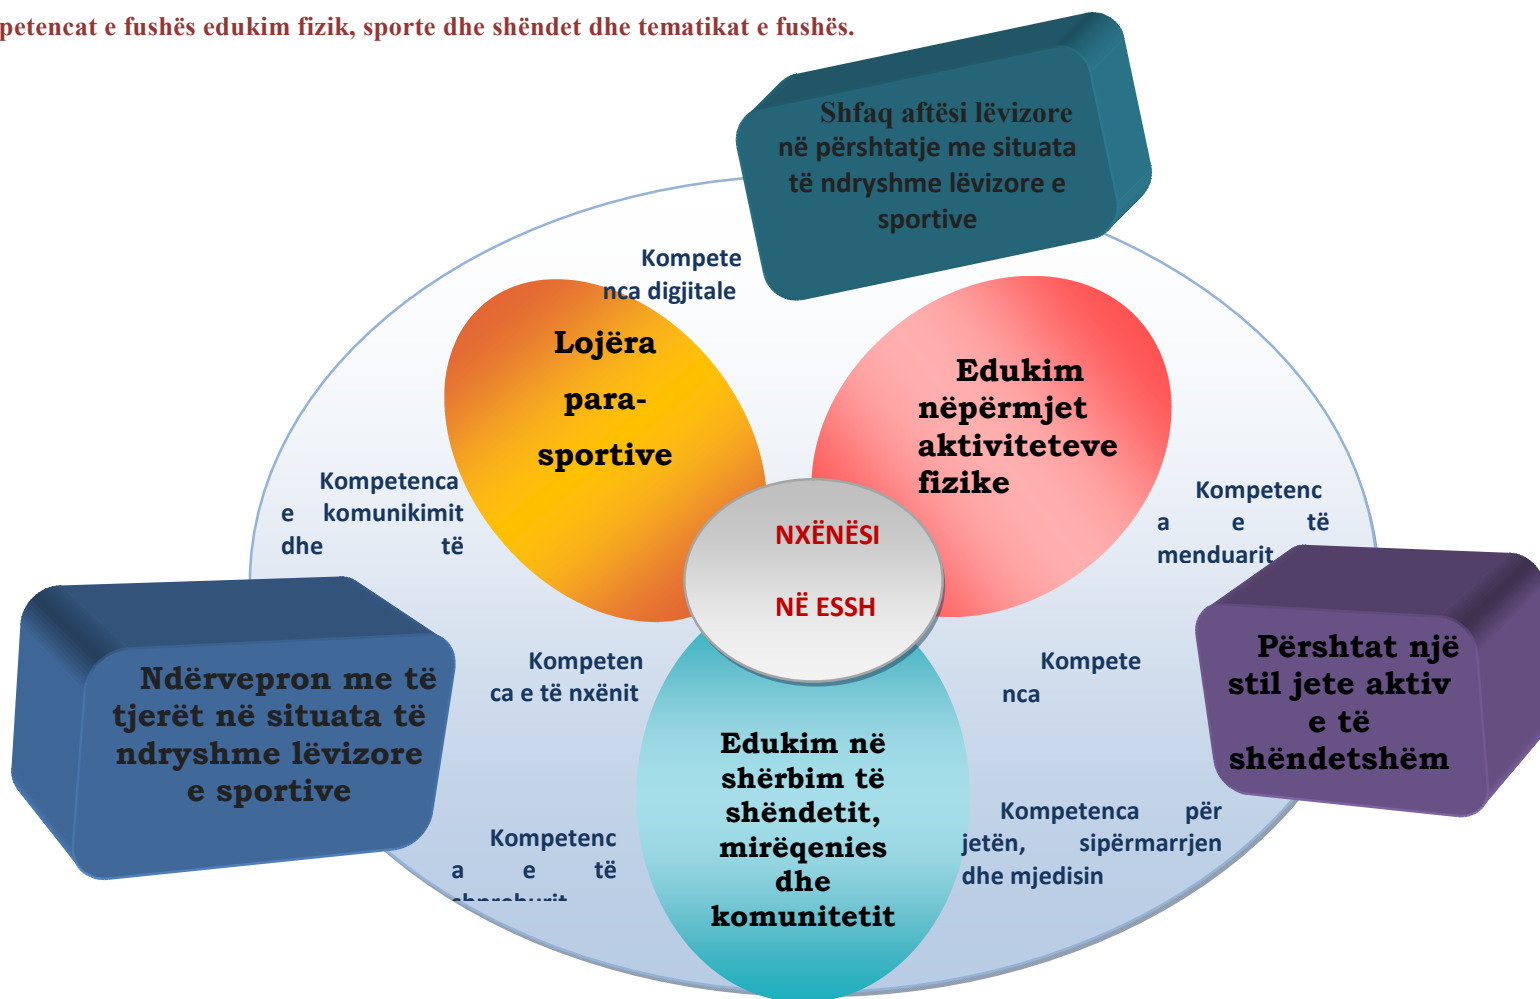 petencat e fushës edukim fizik, sporte dhe shëndet dhe tematikat e fushës.
Shfaq aftësi lëvizore
në përshtatje me situata
të ndryshme lëvizore e
sportive
Kompete
nca digjitale
Lojëra
para-
sportive
Edukim
nëpërmjet
aktiviteteve
fizike
Kompetenca
e komunikimit
dhe të
Kompetenc
a e të
menduarit
NXËNËSI
NË ESSH
Ndërvepron me të
tjerët në situata të
ndryshme lëvizore
e sportive
Kompeten
ca e të nxënit
Kompete
nca
Përshtat një
stil jete aktiv
e të
shëndetshëm
Edukim në
shërbim të
shëndetit,
mirëqenies
dhe
komunitetit
Kompetenc
a e të
Kompetenca për
jetën, sipërmarrjen
dhe mjedisin